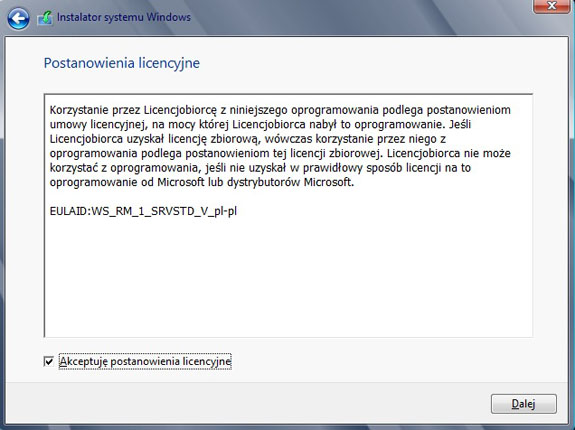 Instalator systemu Windows
Postanowienia licencyjne
Korzystanie przez Licencjobiorcę z niniejszego oprogramowania podlega postanowieniom
umowy licencyjnej, na mocy której Licencjobiorca nabył to oprogramowanie. Jeśli
Licencjobiorca uzyskał licencję zbiorową, wówczas korzystanie przez niego z
oprogramowania podlega postanowieniom tej licencji zbiorowej. Licencjobiorca nie może
korzystać z oprogramowania, jeśli nie uzyskał w prawidłowy sposób licencji na to
oprogramowanie od Microsoft lub dystrybutorów Microsoft.
EULAID:WS_RM_1_SRVSTD_V_pl-pl
Akceptuję postanowienia licencyjne
Dalej